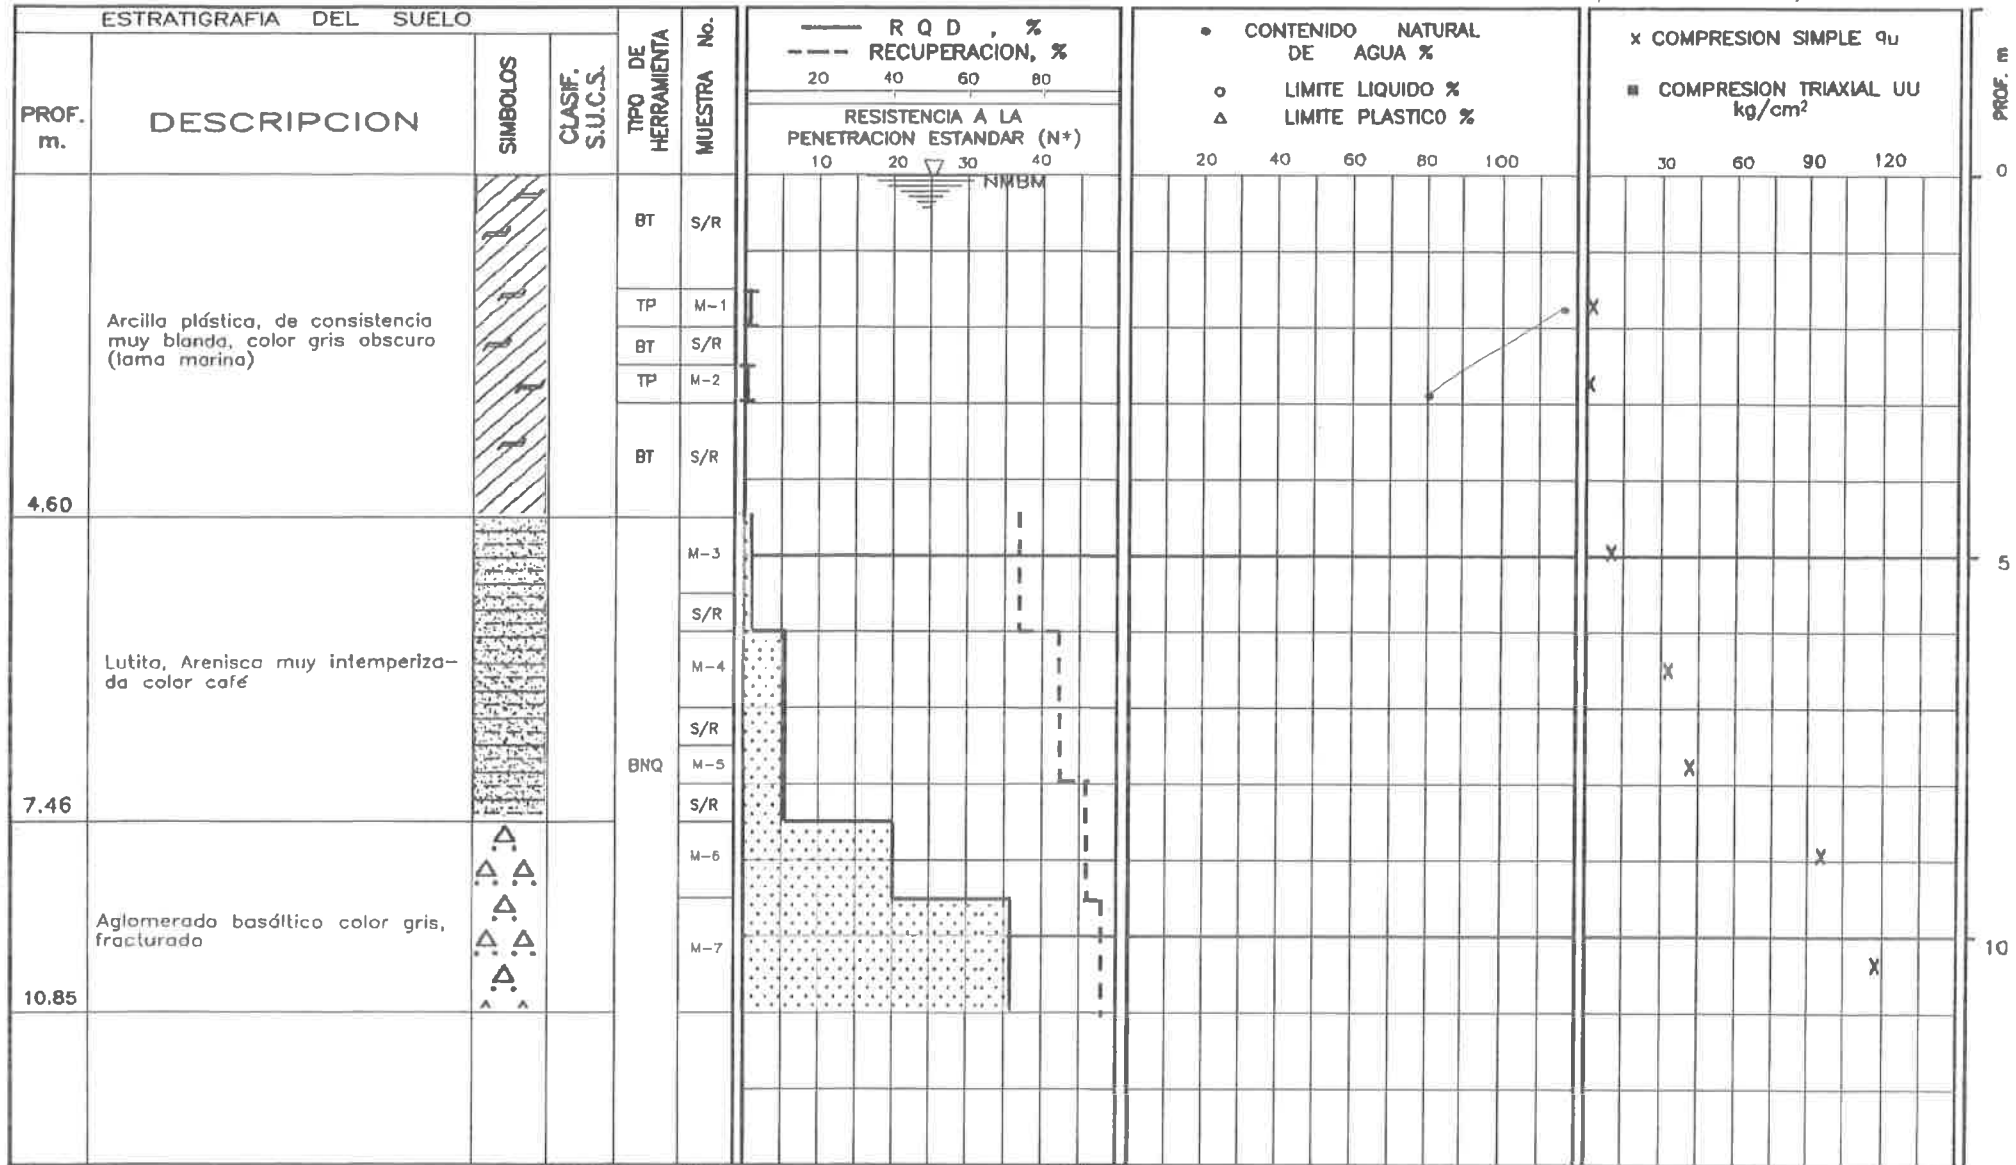 ESTRATIGRAFIA DEL SUELO
PROF. m.
DESCRIPCION
SIMBOLOS
CLASIF. S.U.C.S.
TIPO DE HERRAMIENTA
MUESTRA No.
R Q D , %
RECUPERACION, %
20 40 60 80
RESISTENCIA A LA
PENETRACION ESTANDAR (N*)
10 20 30 40
NMBM
CONTENIDO NATURAL
DE AGUA %
LIMITE LIQUIDO %
LIMITE PLASTICO %
20 40 60 80 100
x COMPRESION SIMPLE qu
COMPRESION TRIAXIAL UU
kg/cm²
30 60 90 120
PROF. m
0
5
10
Arcilla plástica, de consistencia
muy blanda, color gris obscuro
(lama marina)
4.60
Lutita, Arenisca muy intemperiza-
da color café
7.46
Aglomerado basáltico color gris,
fracturado
10.85
BT S/R
TP M-1
BT S/R
TP M-2
BT S/R
M-3
S/R
M-4
S/R
BNQ M-5
S/R
M-6
M-7